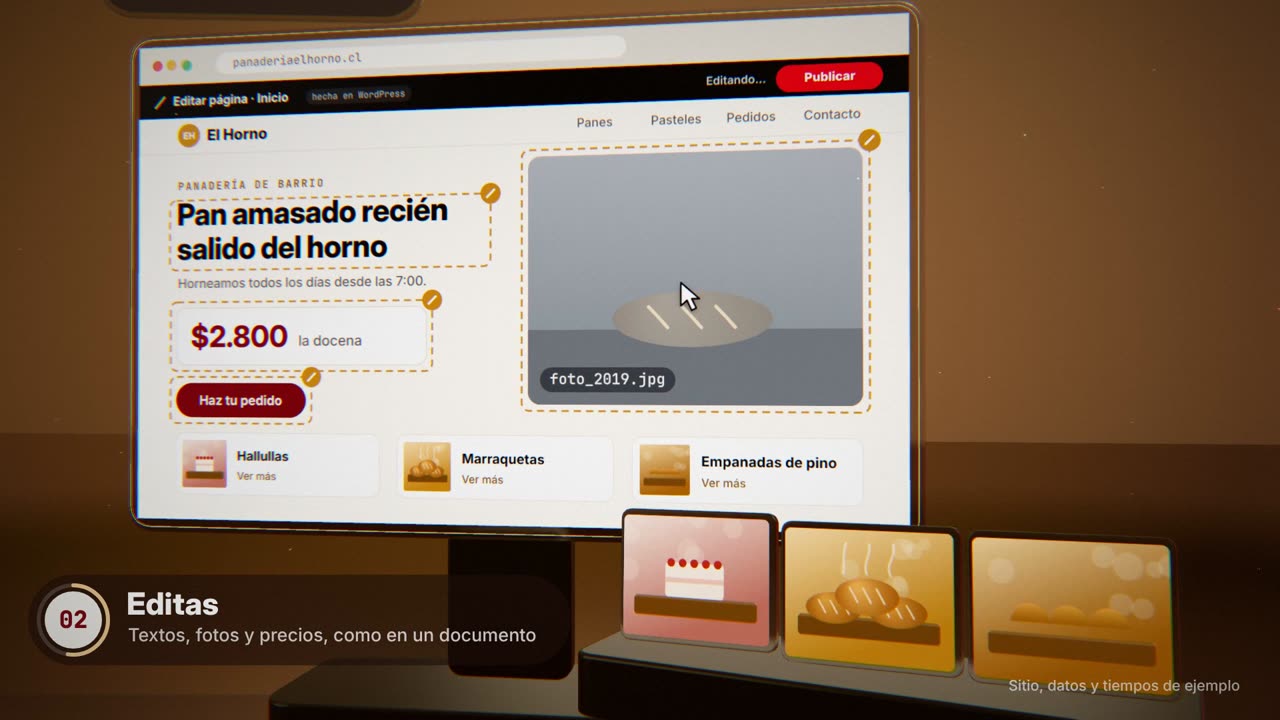 panaderiaelhorno.cl
Editar página · Inicio
hecha en WordPress
Editando...
Publicar
EH
El Horno
Panes
Pasteles
Pedidos
Contacto
PANADERÍA DE BARRIO
Pan amasado recién
salido del horno
Horneamos todos los días desde las 7:00.
$2.800 la docena
Haz tu pedido
foto_2019.jpg
Hallullas
Ver más
Marraquetas
Ver más
Empanadas de pino
Ver más
02
Editas
Textos, fotos y precios, como en un documento
Sitio, datos y tiempos de ejemplo